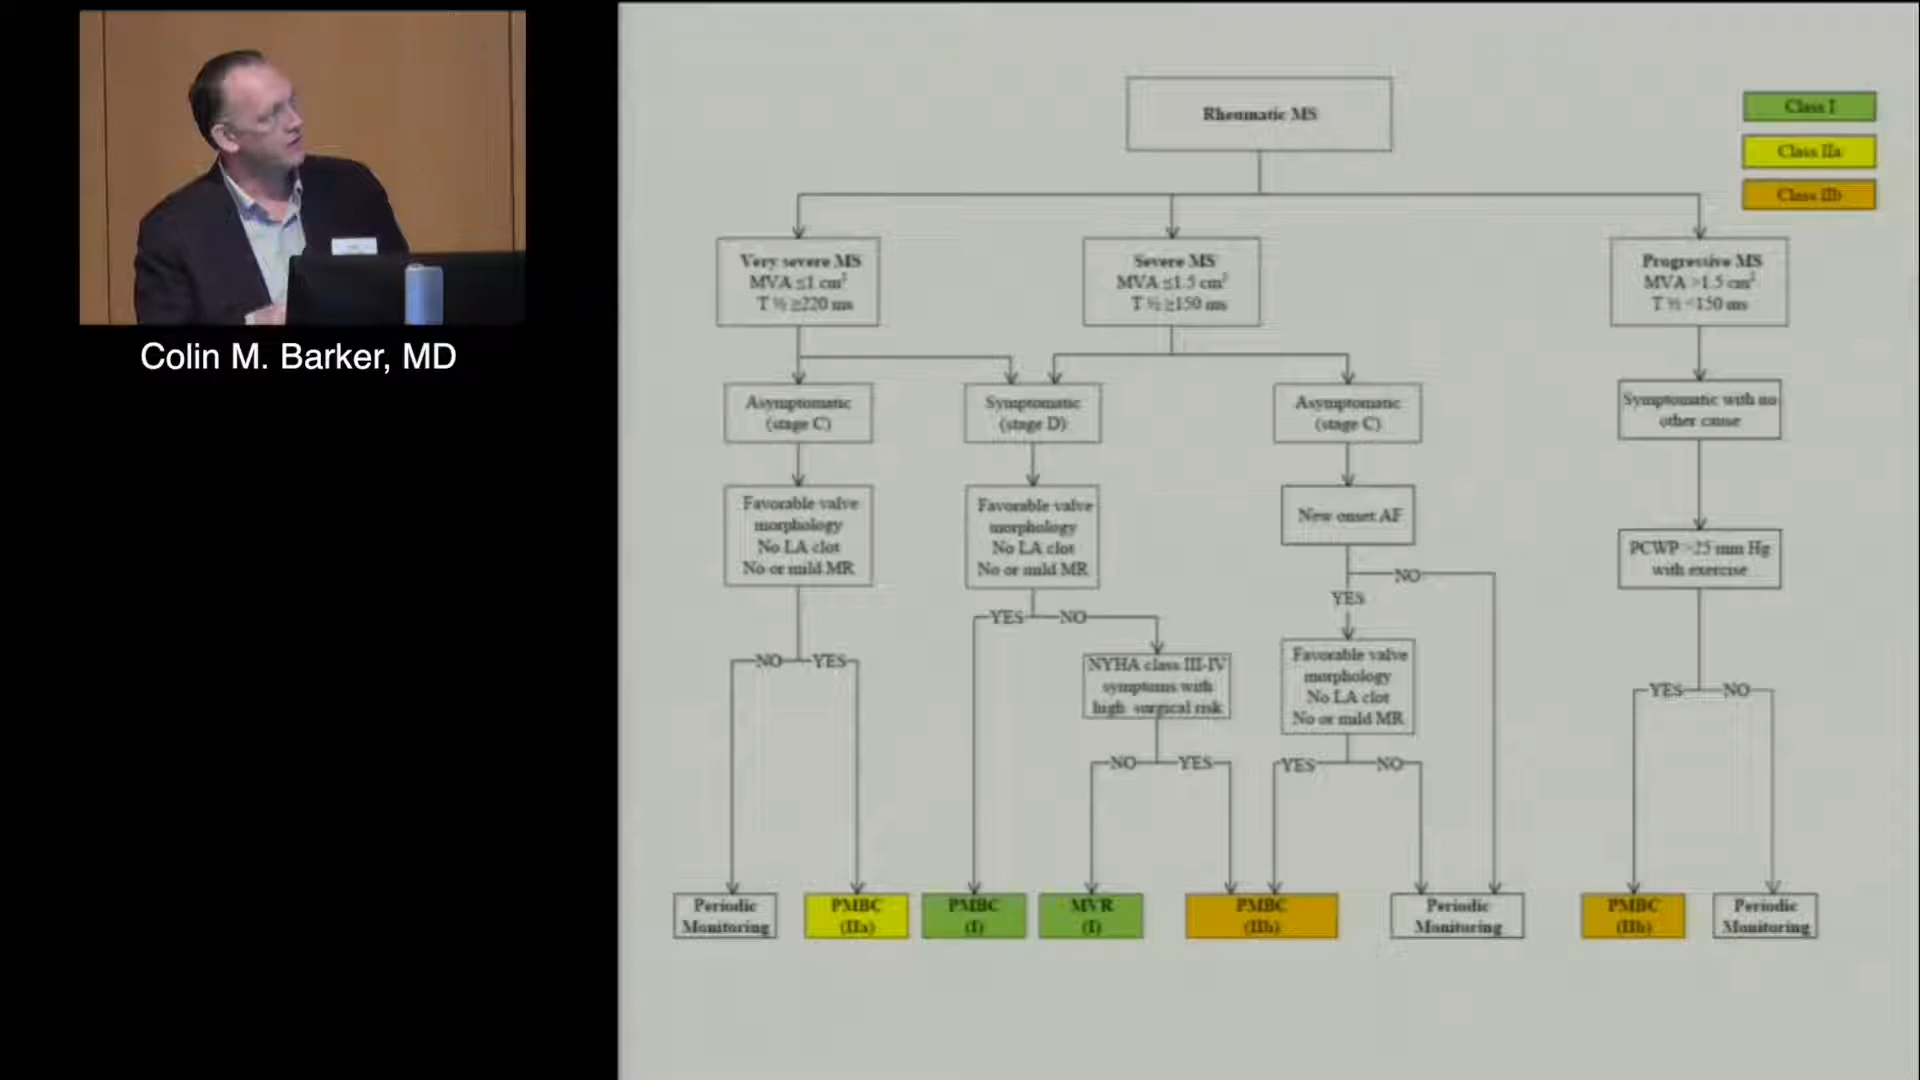 Colin M. Barker, MD
Rheumatic MS
Class I
Class IIa
Class IIb
Very severe MS
MVA ≤1 cm²
T ½ ≥220 ms
Severe MS
MVA ≤1.5 cm²
T ½ ≥150 ms
Progressive MS
MVA >1.5 cm²
T ½ <150 ms
Asymptomatic
(stage C)
Symptomatic
(stage D)
Asymptomatic
(stage C)
Symptomatic with no
other cause
Favorable valve
morphology
No LA clot
No or mild MR
Favorable valve
morphology
No LA clot
No or mild MR
New onset AF
PCWP >25 mm Hg
with exercise
NO
YES
YES
NO
NO
YES
NYHA class III-IV
symptoms with
high surgical risk
Favorable valve
morphology
No LA clot
No or mild MR
YES
NO
NO
YES
YES
NO
Periodic
Monitoring
PMBC
(IIa)
PMBC
(I)
MVR
(I)
PMBC
(IIb)
Periodic
Monitoring
PMBC
(IIb)
Periodic
Monitoring